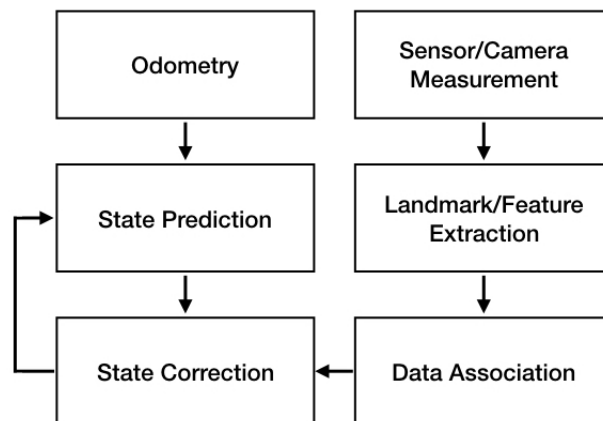 Odometry
Sensor/Camera
Measurement
State Prediction
Landmark/Feature
Extraction
State Correction
Data Association